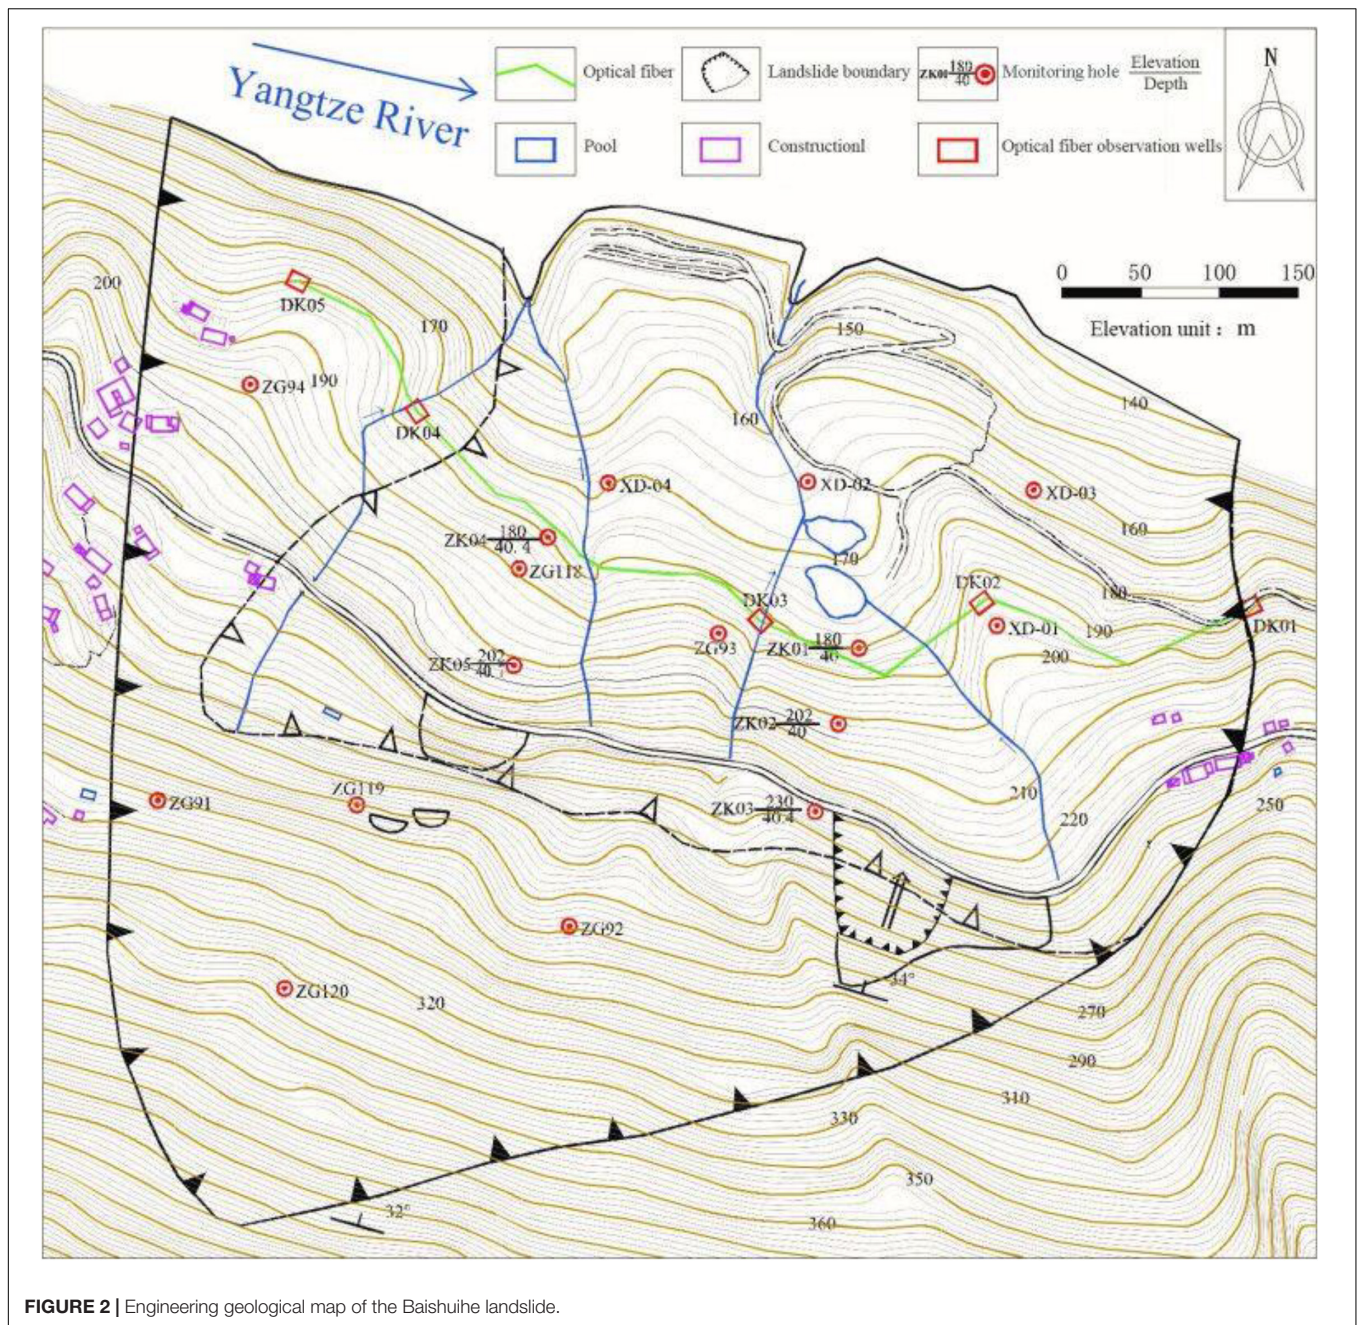 Yangtze River
Optical fiber
Landslide boundary
ZK01 180/40
Monitoring hole Elevation/Depth
Pool
Constructionl
Optical fiber observation wells
N
0 50 100 150
Elevation unit : m
200
DK05
170
150
ZG94
190
140
160
DK04
XD-04
XD-02
XD-03
160
ZK04 180/40.4
170
ZG118
DK02
180
DK03
XD-01
190
DK01
ZG93
ZK01 180/40
200
ZK05 202/40.7
ZK02 202/40
ZG119
210
ZG91
ZK03 230/40.4
220
250
ZG92
34°
ZG120
320
270
290
310
330
350
32°
360
FIGURE 2 | Engineering geological map of the Baishuihe landslide.